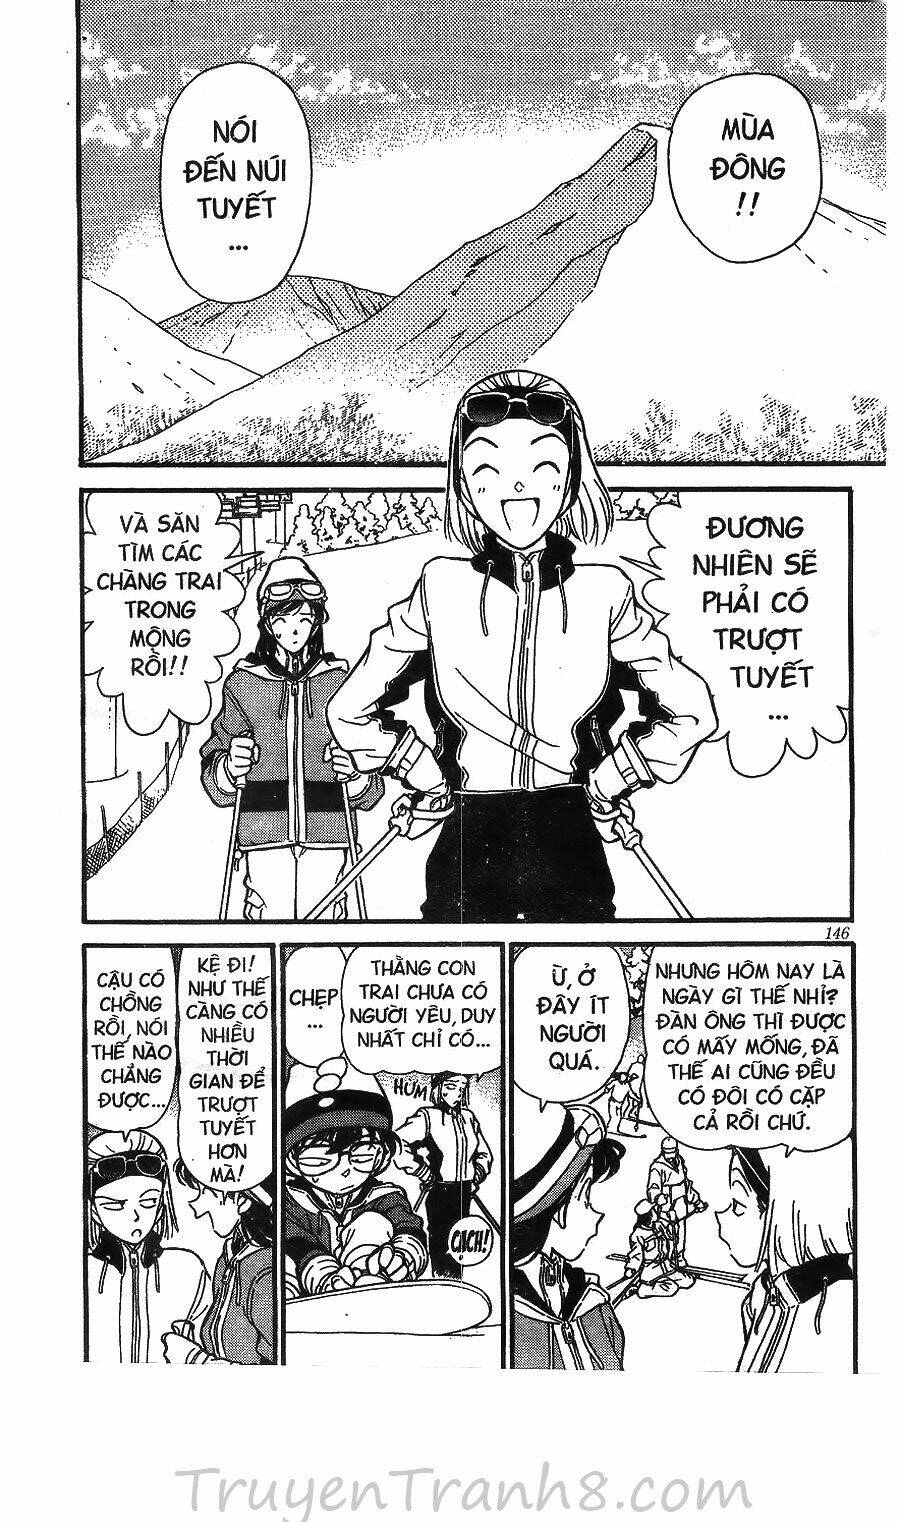 MÙA
ĐÔNG
!!
NÓI
ĐẾN NÚI
TUYẾT
...
ĐƯƠNG
NHIÊN SẼ
PHẢI CÓ
TRƯỢT
TUYẾT
...
VÀ SĂN
TÌM CÁC
CHÀNG TRAI
TRONG
MỘNG
RỒI!!
146
NHƯNG HÔM NAY LÀ
NGÀY GÌ THẾ NHỈ?
ĐÀN ÔNG THÌ ĐƯỢC
CÓ MẤY MỐNG, ĐÃ
THẾ AI CŨNG ĐỀU
CÓ ĐÔI CÓ CẶP
CẢ RỒI CHỨ.
Ừ, Ở
ĐÂY ÍT
NGƯỜI
QUÁ.
THẰNG CON
TRAI CHƯA CÓ
NGƯỜI YÊU, DUY
NHẤT CHỈ CÓ...
CHẸP
...
HỪM
CẠCH!
KỆ ĐI!
NHƯ THẾ
CÀNG CÓ
NHIỀU
THỜI
GIAN ĐỂ
TRƯỢT
TUYẾT
HƠN
MÀ!
CẬU CÓ
CHỒNG
RỒI, NÓI
THẾ NÀO
CHẲNG
ĐƯỢC...
TruyenTranh8.com